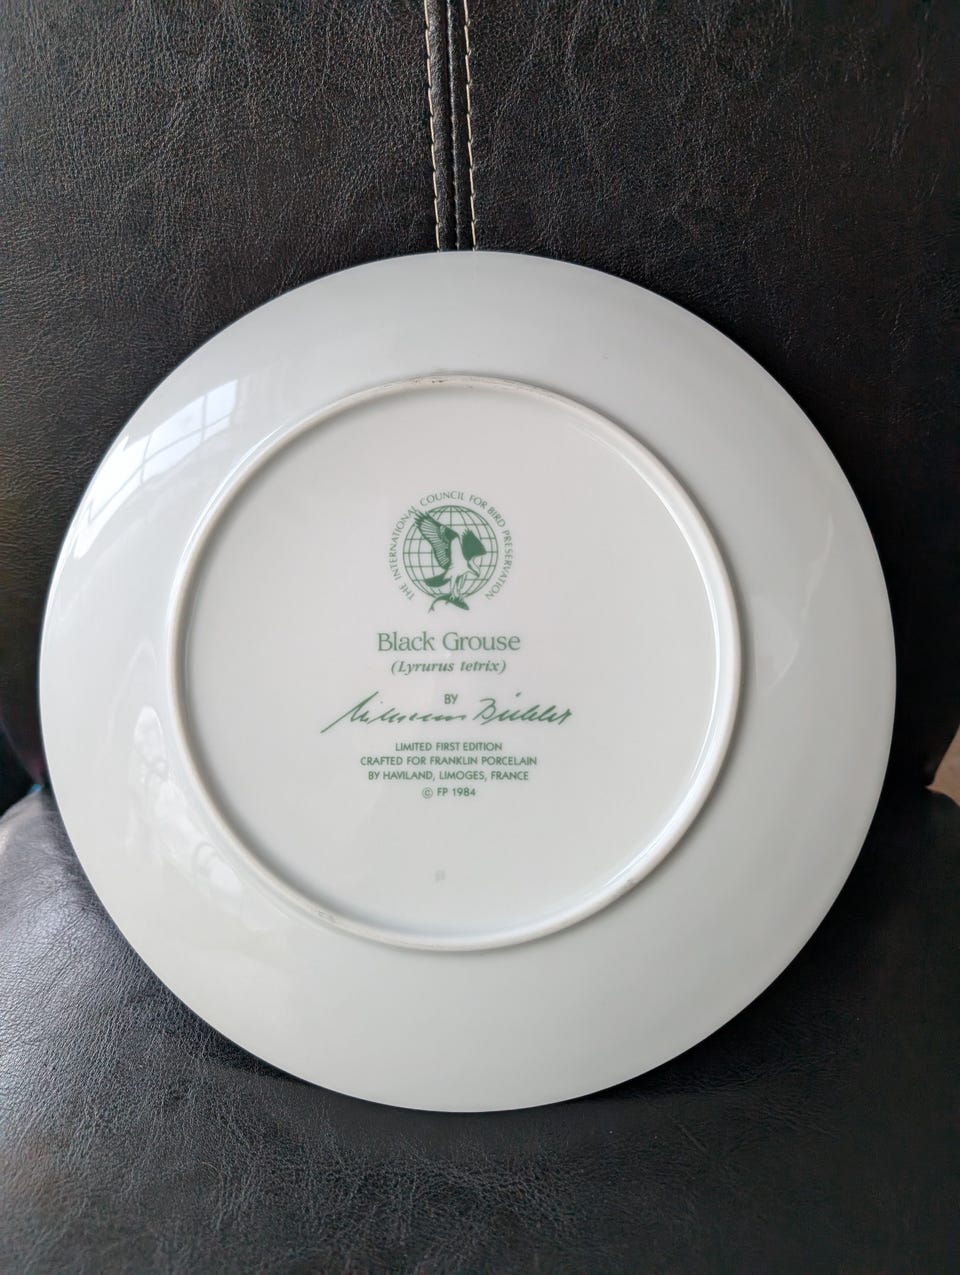 THE INTERNATIONAL COUNCIL FOR BIRD PRESERVATION
Black Grouse
(Lyrurus tetrix)
BY
LIMITED FIRST EDITION
CRAFTED FOR FRANKLIN PORCELAIN
BY HAVILAND, LIMOGES, FRANCE
© FP 1984